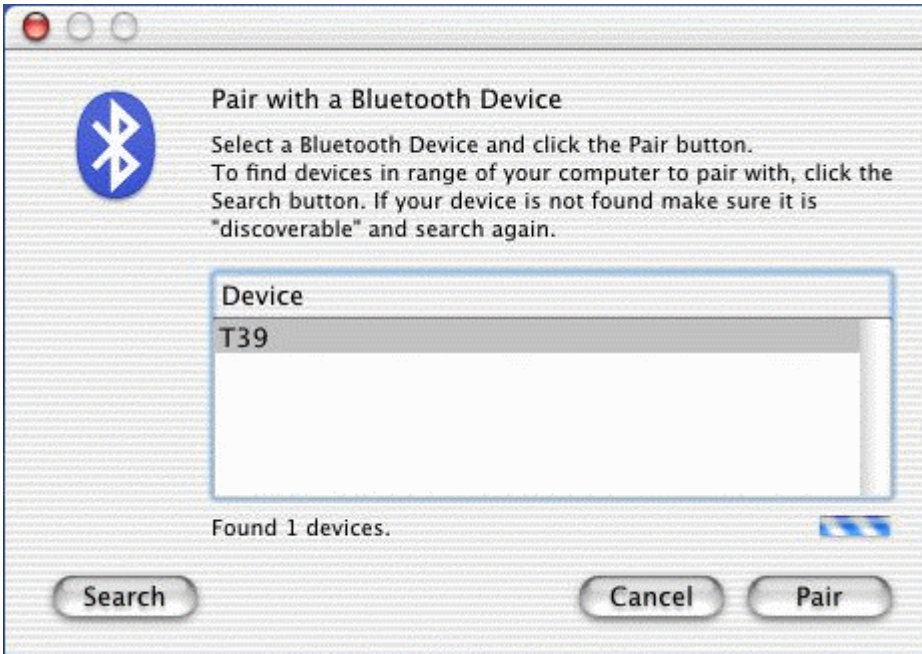 Pair with a Bluetooth Device
Select a Bluetooth Device and click the Pair button.
To find devices in range of your computer to pair with, click the
Search button. If your device is not found make sure it is
"discoverable" and search again.
Device
T39
Found 1 devices.
Search
Cancel
Pair